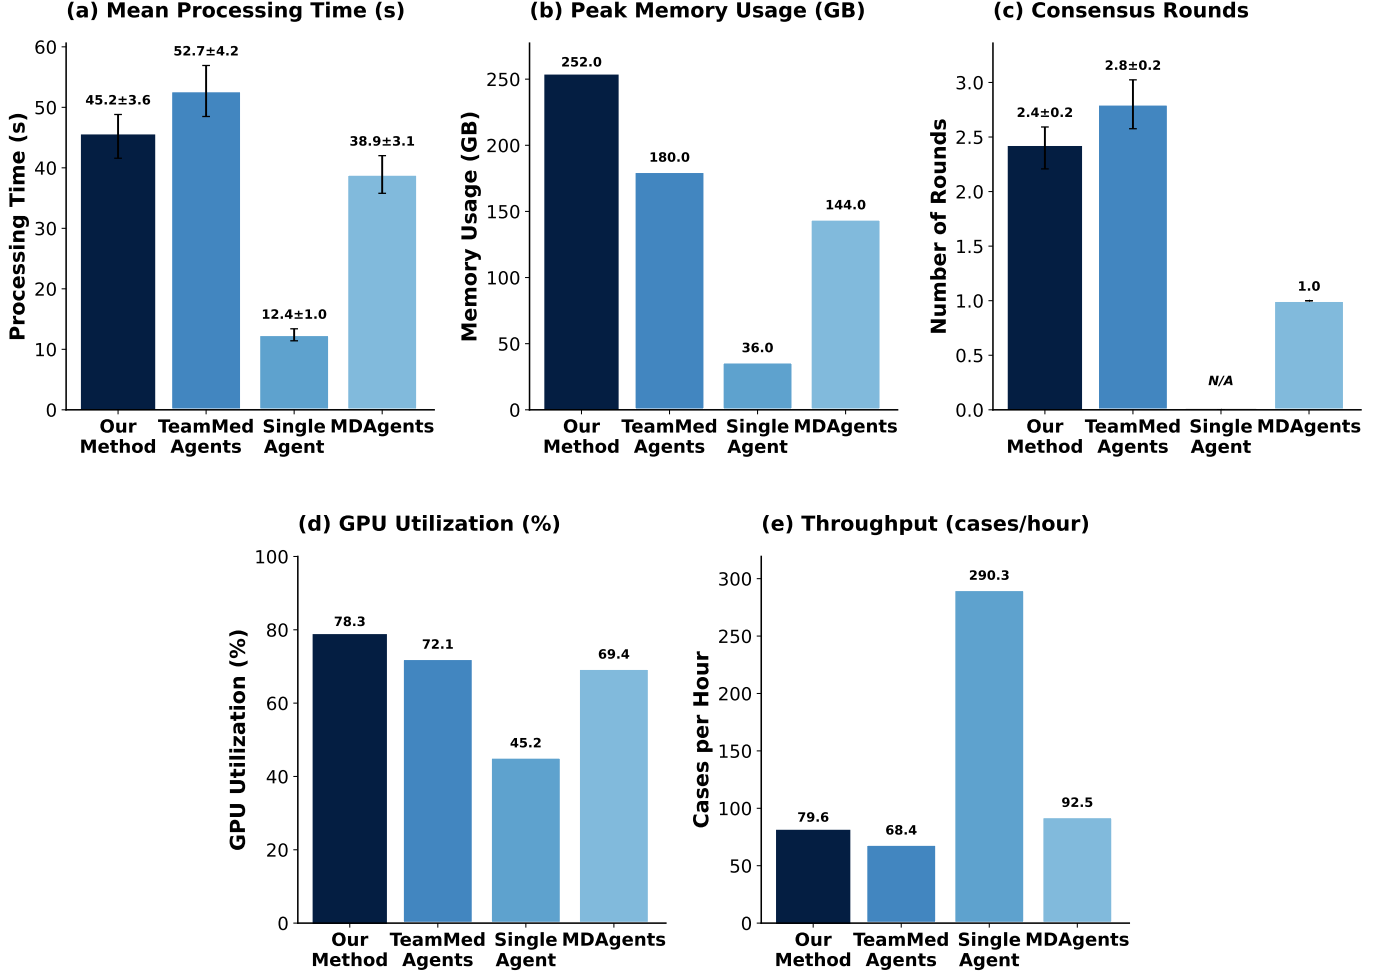 (a) Mean Processing Time (s)
Processing Time (s)
60
50
40
30
20
10
0
45.2±3.6
52.7±4.2
12.4±1.0
38.9±3.1
Our Method
TeamMed Agents
Single Agent
MDAgents
(b) Peak Memory Usage (GB)
Memory Usage (GB)
250
200
150
100
50
0
252.0
180.0
36.0
144.0
Our Method
TeamMed Agents
Single Agent
MDAgents
(c) Consensus Rounds
Number of Rounds
3.0
2.5
2.0
1.5
1.0
0.5
0.0
2.4±0.2
2.8±0.2
N/A
1.0
Our Method
TeamMed Agents
Single Agent
MDAgents
(d) GPU Utilization (%)
GPU Utilization (%)
100
80
60
40
20
0
78.3
72.1
45.2
69.4
Our Method
TeamMed Agents
Single Agent
MDAgents
(e) Throughput (cases/hour)
Cases per Hour
300
250
200
150
100
50
0
79.6
68.4
290.3
92.5
Our Method
TeamMed Agents
Single Agent
MDAgents